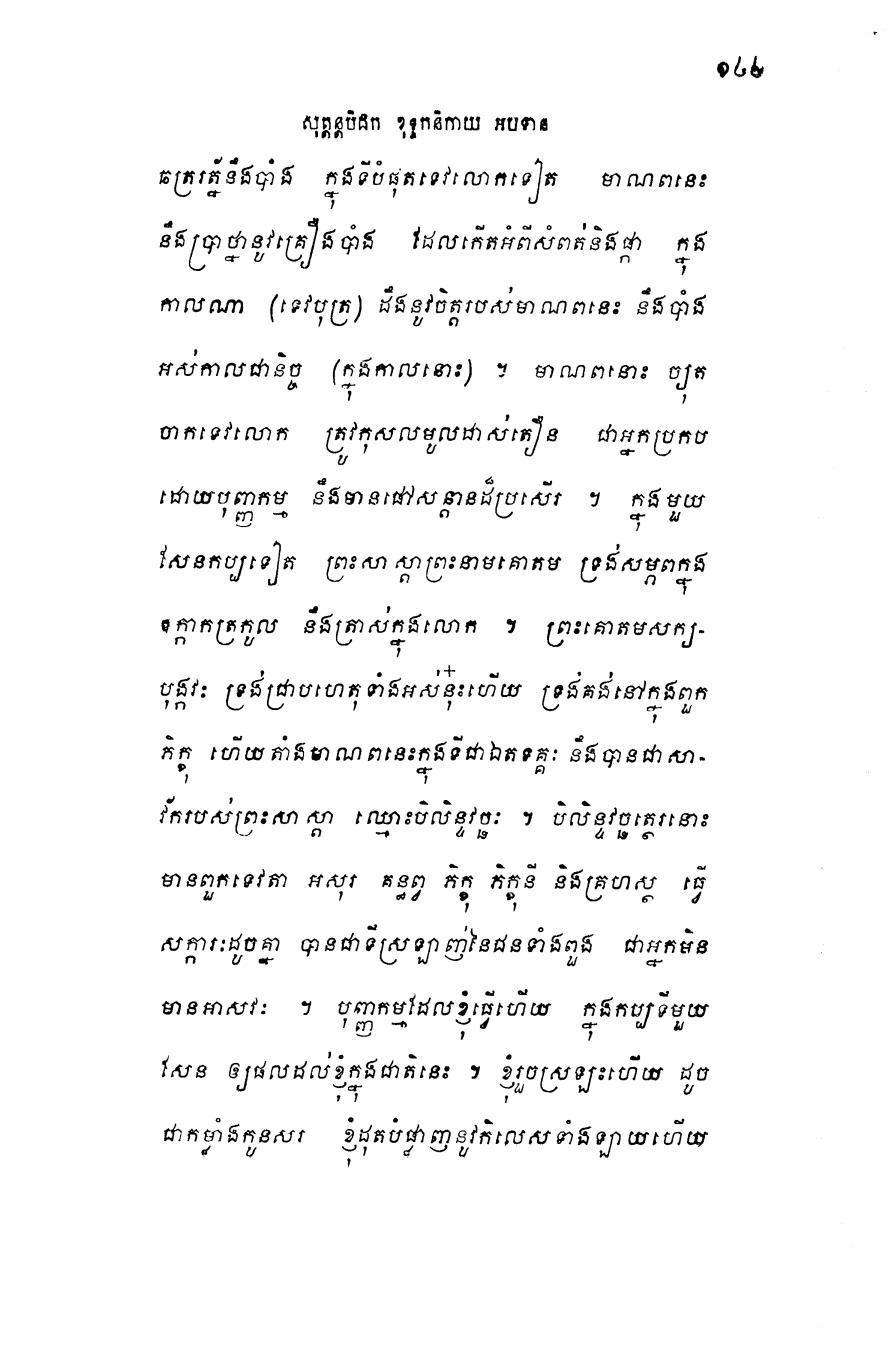 ១៤៤
សុត្តន្តបិដក ខុទ្ទកនិកាយ អបទាន
ឆត្ររត្ន័នឹងបាំង ក្នុងទីបំផុតទេវលោកទៀត មាណពនេះ
នឹងប្រាថ្នានូវគ្រឿងបាំង ដែលកើតអំពីសំពត់និងផ្កា ក្នុង
កាលណា (ទេវបុត្រ) ដឹងនូវចិត្តរបស់មាណពនេះ នឹងបាំង
អស់កាលជានិច្ច (ក្នុងកាលនោះ) ។ មាណពនោះ ច្យុត
ចាកទេវលោក ត្រូវកុសលមូលដាស់តឿន ជាអ្នកប្រកប
ដោយបុញ្ញកម្ម នឹងមានផៅសន្តានដ៏ប្រសើរ ។ ក្នុងមួយ
សែនកប្បទៀត ព្រះសាស្តាព្រះនាមគោតម ទ្រង់សម្ភពក្នុង
ឱក្កាកត្រកូល នឹងត្រាស់ក្នុងលោក ។ ព្រះគោតមសក្យ-
បុង្គវៈ ទ្រង់ជ្រាបហេតុទាំងអស់នុ៎ះហើយ ទ្រង់គង់នៅក្នុងពួក
ភិក្ខុ ហើយតាំងមាណពនេះក្នុងទីជាឯតទគ្គៈ នឹងបានជាសា-
វ័ករបស់ព្រះសាស្តា ឈ្មោះបិលិន្ទវច្ឆៈ ។ បិលិន្ទវច្ឆត្ថេរនោះ
មានពួកទេវតា អសុរ គន្ធព្វ ភិក្ខុ ភិក្ខុនី និងគ្រហស្ថ ធ្វើ
សក្ការៈដូចគ្នា បានជាទីស្រឡាញ់នៃជនទាំងពួង ជាអ្នកមិន
មានអាសវៈ ។ បុញ្ញកម្មដែលខ្ញុំធ្វើហើយ ក្នុងកប្បទីមួយ
សែន ឲ្យផលដល់ខ្ញុំក្នុងជាតិនេះ ។ ខ្ញុំរួចស្រឡះហើយ ដូច
ជាកម្លាំងកូនសរ ខ្ញុំដុតបំផ្លាញនូវកិលេសទាំងឡាយហើយ